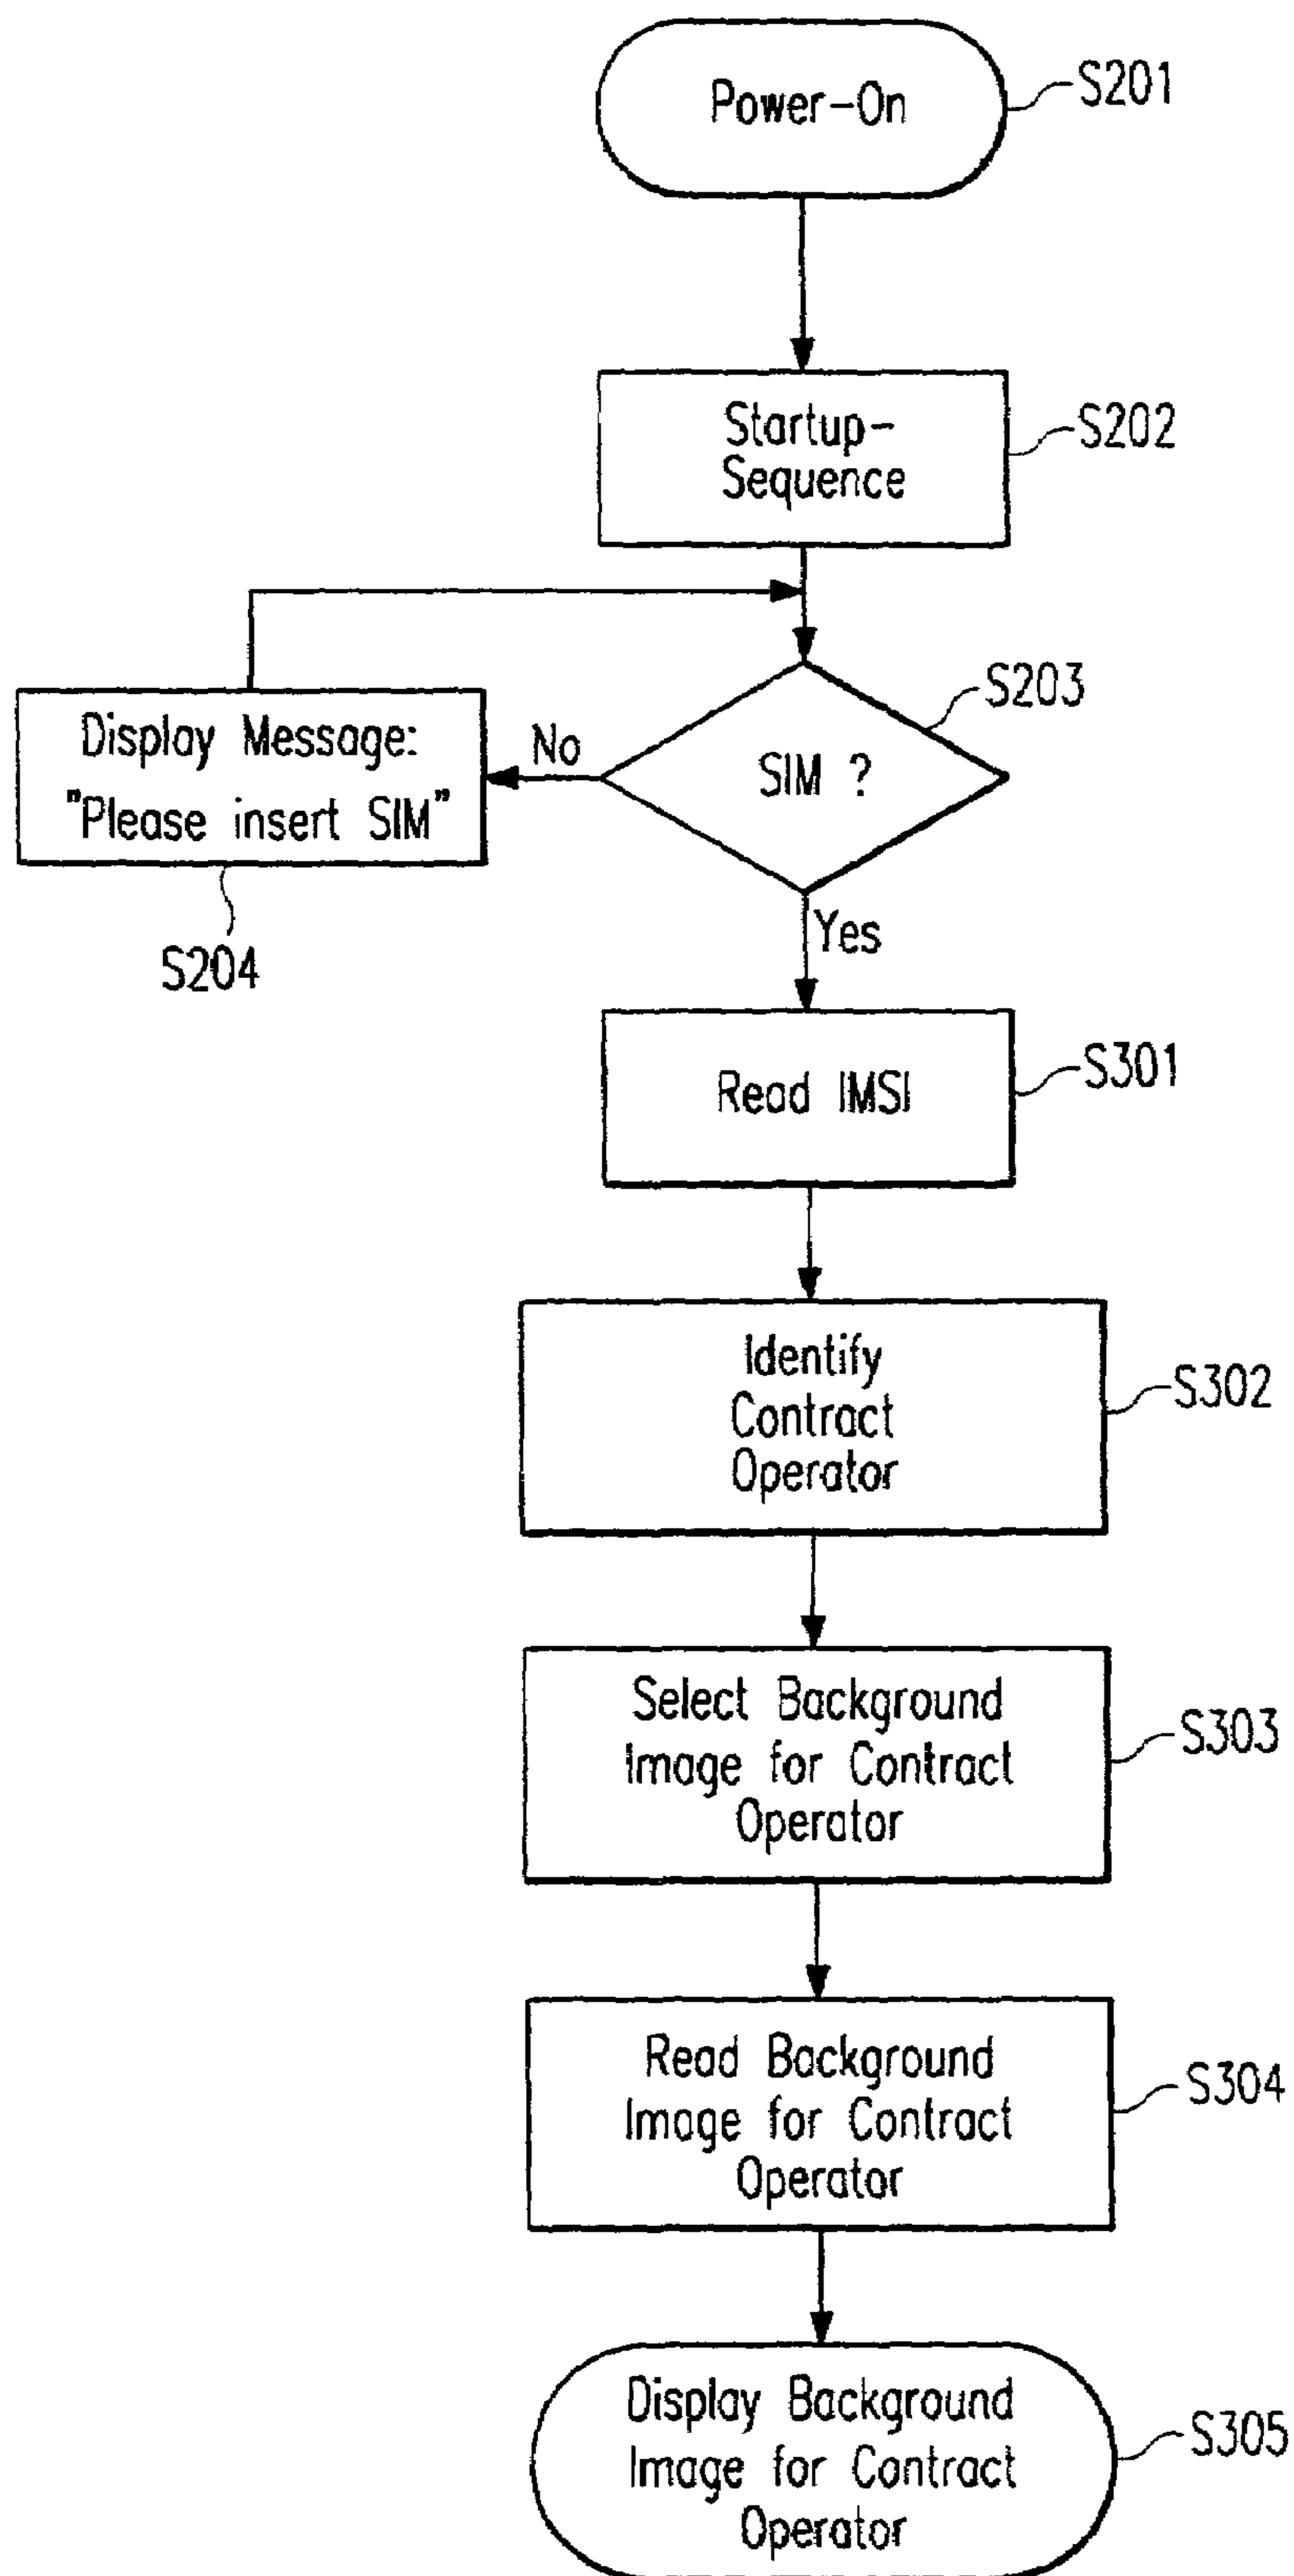 Power-On
S201
Startup-
Sequence
S202
SIM ?
S203
No
Display Message:
"Please insert SIM"
S204
Yes
Read IMSI
S301
Identify
Contract
Operator
S302
Select Background
Image for Contract
Operator
S303
Read Background
Image for Contract
Operator
S304
Display Background
Image for Contract
Operator
S305